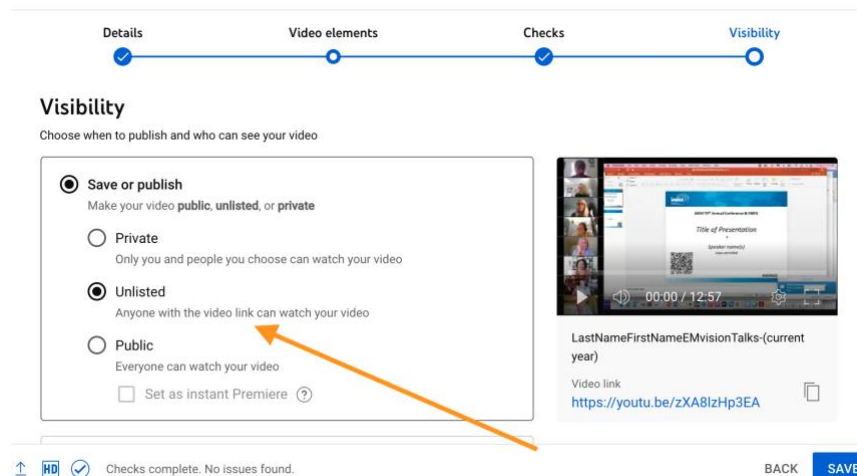 Details Video elements Checks Visibility
Visibility
Choose when to publish and who can see your video
Save or publish
Make your video public, unlisted, or private
Private
Only you and people you choose can watch your video
Unlisted
Anyone with the video link can watch your video
Public
Everyone can watch your video
Set as instant Premiere ?
Title of Presentation
Speaker name(s)
00:00 / 12:57
LastNameFirstNameEMvisionTalks-(current
year)
Video link
https://youtu.be/zXA8lzHp3EA
HD Checks complete. No issues found. BACK SAVE